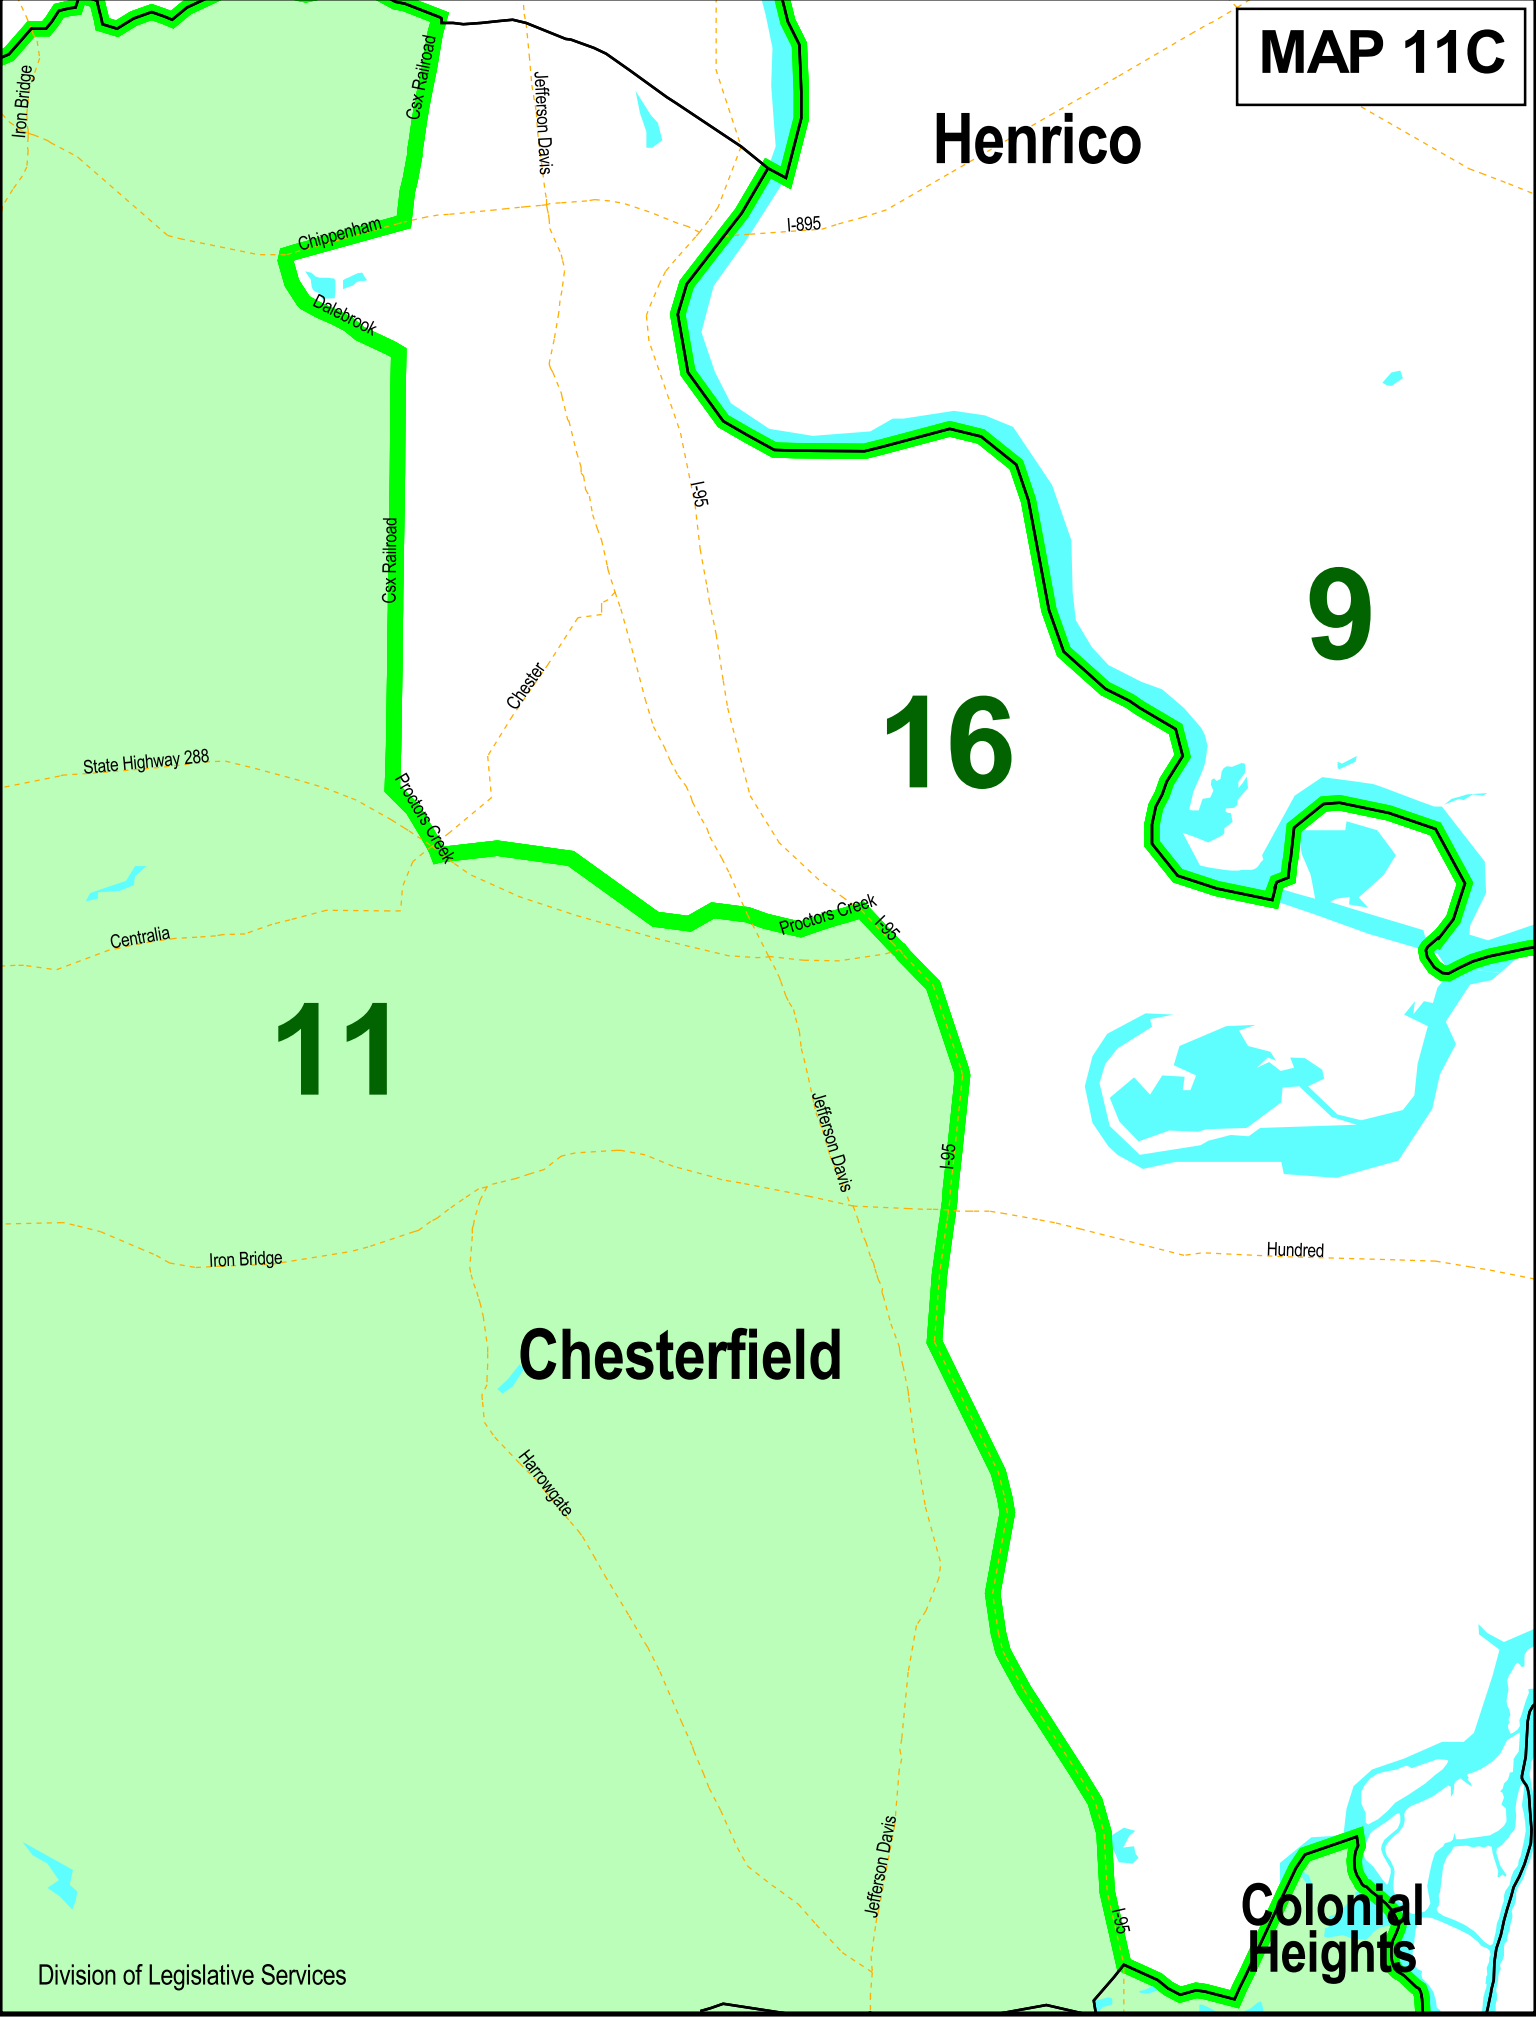 MAP 11C
Iron Bridge
Csx Railroad
Jefferson Davis
Henrico
Chippenham
I-895
Dalebrook
I-95
Csx Railroad
9
Chester
16
State Highway 288
Proctors Creek
Proctors Creek
I-95
Centralia
11
Jefferson Davis
I-95
Iron Bridge
Hundred
Chesterfield
Harrowgate
Jefferson Davis
I-95
Colonial
Heights
Division of Legislative Services